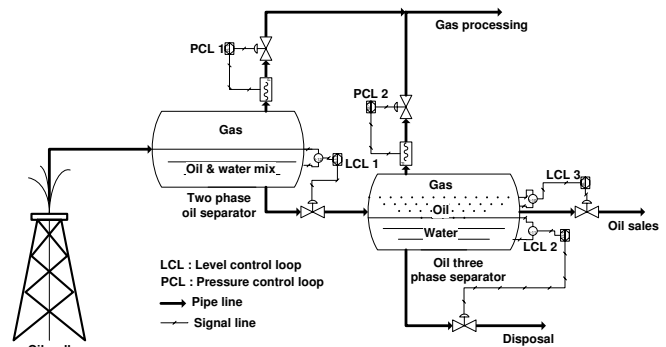 Gas processing
PCL 1
PCL 2
Gas
LCL 1
Oil & water mix
Two phase
oil separator
Gas
LCL 3
Oil
Oil sales
Water
LCL 2
Oil three
phase separator
LCL : Level control loop
PCL : Pressure control loop
Pipe line
Signal line
Disposal